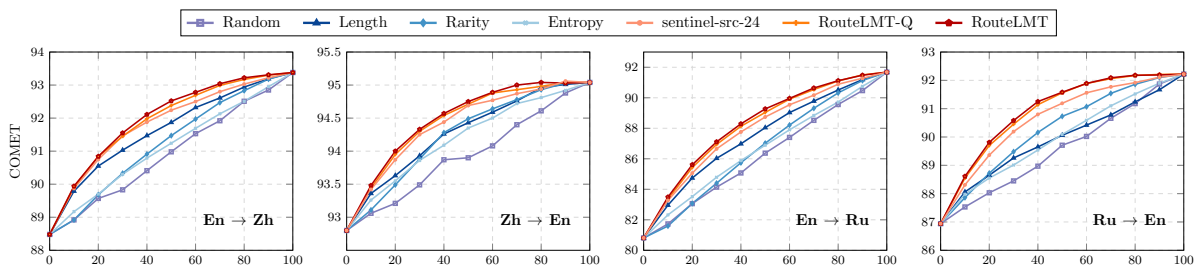 Random Length Rarity Entropy sentinel-src-24 RouteLMT-Q RouteLMT
COMET
94
93
92
91
90
89
88
0 20 40 60 80 100
En → Zh
95.5
95
94.5
94
93.5
93
0 20 40 60 80 100
Zh → En
92
90
88
86
84
82
80
0 20 40 60 80 100
En → Ru
93
92
91
90
89
88
87
86
0 20 40 60 80 100
Ru → En